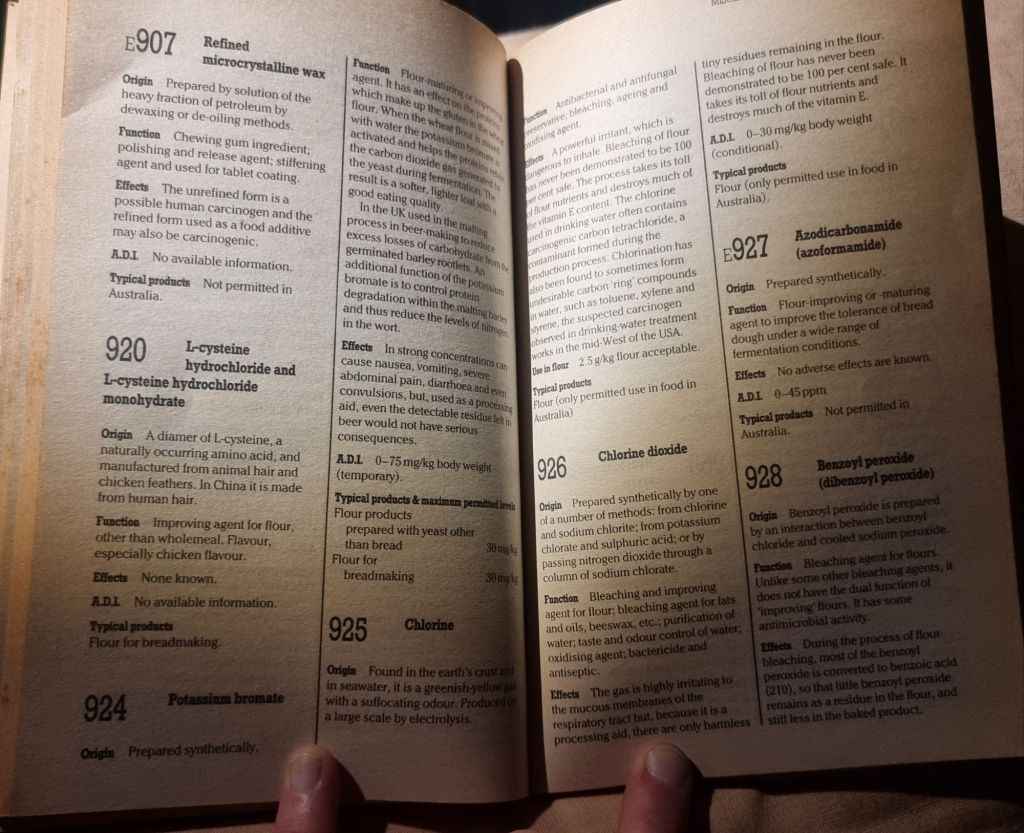 E907 Refined
microcrystalline wax
Origin Prepared by solution of the
heavy fraction of petroleum by
dewaxing or de-oiling methods.
Function Chewing gum ingredient;
polishing and release agent; stiffening
agent and used for tablet coating.
Effects The unrefined form is a
possible human carcinogen and the
refined form used as a food additive
may also be carcinogenic.
A.D.I. No available information.
Typical products Not permitted in
Australia.
920 L-cysteine
hydrochloride and
L-cysteine hydrochloride
monohydrate
Origin A diamer of L-cysteine, a
naturally occurring amino acid, and
manufactured from animal hair and
chicken feathers. In China it is made
from human hair.
Function Improving agent for flour,
other than wholemeal. Flavour,
especially chicken flavour.
Effects None known.
A.D.I. No available information.
Typical products
Flour for breadmaking.
924 Potassium bromate
Origin Prepared synthetically.
Function Flour-maturing or improving
agent. It has an effect on the proteins
which make up the gluten in the wheat
flour. When the wheat flour is mixed
with water the potassium bromate is
activated and helps the proteins retain
the carbon dioxide gas generated by
the yeast during fermentation. The
result is a softer, lighter loaf with a
good eating quality.
In the UK used in the malting
process in beer-making to reduce
excess losses of carbohydrate from the
germinated barley rootlets. An
additional function of the potassium
bromate is to control protein
degradation within the malting barley
and thus reduce the levels of nitrogen
in the wort.
Effects In strong concentrations can
cause nausea, vomiting, severe
abdominal pain, diarrhoea and even
convulsions, but, used as a processing
aid, even the detectable residue left in
beer would not have serious
consequences.
A.D.I. 0–75 mg/kg body weight
(temporary).
Typical products & maximum permitted levels
Flour products
prepared with yeast other
than bread 30 mg/kg
Flour for
breadmaking 30 mg/kg
925 Chlorine
Origin Found in the earth's crust and
in seawater, it is a greenish-yellow gas
with a suffocating odour. Produced on
a large scale by electrolysis.
Function Antibacterial and antifungal
preservative; bleaching, ageing and
oxidising agent.
Effects A powerful irritant, which is
dangerous to inhale. Bleaching of flour
has never been demonstrated to be 100
per cent safe. The process takes its toll
of flour nutrients and destroys much of
the vitamin E content. The chlorine
used in drinking water often contains
carcinogenic carbon tetrachloride, a
contaminant formed during the
production process. Chlorination has
also been found to sometimes form
undesirable carbon 'ring' compounds
in water, such as toluene, xylene and
styrene, the suspected carcinogen
observed in drinking-water treatment
works in the mid-West of the USA.
Use in flour 2.5 g/kg flour acceptable.
Typical products
Flour (only permitted use in food in
Australia)
926 Chlorine dioxide
Origin Prepared synthetically by one
of a number of methods: from chlorine
and sodium chlorite; from potassium
chlorate and sulphuric acid; or by
passing nitrogen dioxide through a
column of sodium chlorate.
Function Bleaching and improving
agent for flour; bleaching agent for fats
and oils, beeswax, etc.; purification of
water; taste and odour control of water;
oxidising agent; bactericide and
antiseptic.
Effects The gas is highly irritating to
the mucous membranes of the
respiratory tract but, because it is a
processing aid, there are only harmless
tiny residues remaining in the flour.
Bleaching of flour has never been
demonstrated to be 100 per cent safe. It
takes its toll of flour nutrients and
destroys much of the vitamin E.
A.D.I. 0–30 mg/kg body weight
(conditional).
Typical products
Flour (only permitted use in food in
Australia).
E927 Azodicarbonamide
(azoformamide)
Origin Prepared synthetically.
Function Flour-improving or -maturing
agent to improve the tolerance of bread
dough under a wide range of
fermentation conditions.
Effects No adverse effects are known.
A.D.I. 0–45 ppm
Typical products Not permitted in
Australia.
928 Benzoyl peroxide
(dibenzoyl peroxide)
Origin Benzoyl peroxide is prepared
by an interaction between benzoyl
chloride and cooled sodium peroxide.
Function Bleaching agent for flours.
Unlike some other bleaching agents, it
does not have the dual function of
'improving' flours. It has some
antimicrobial activity.
Effects During the process of flour
bleaching, most of the benzoyl
peroxide is converted to benzoic acid
(210), so that little benzoyl peroxide
remains as a residue in the flour, and
still less in the baked product.